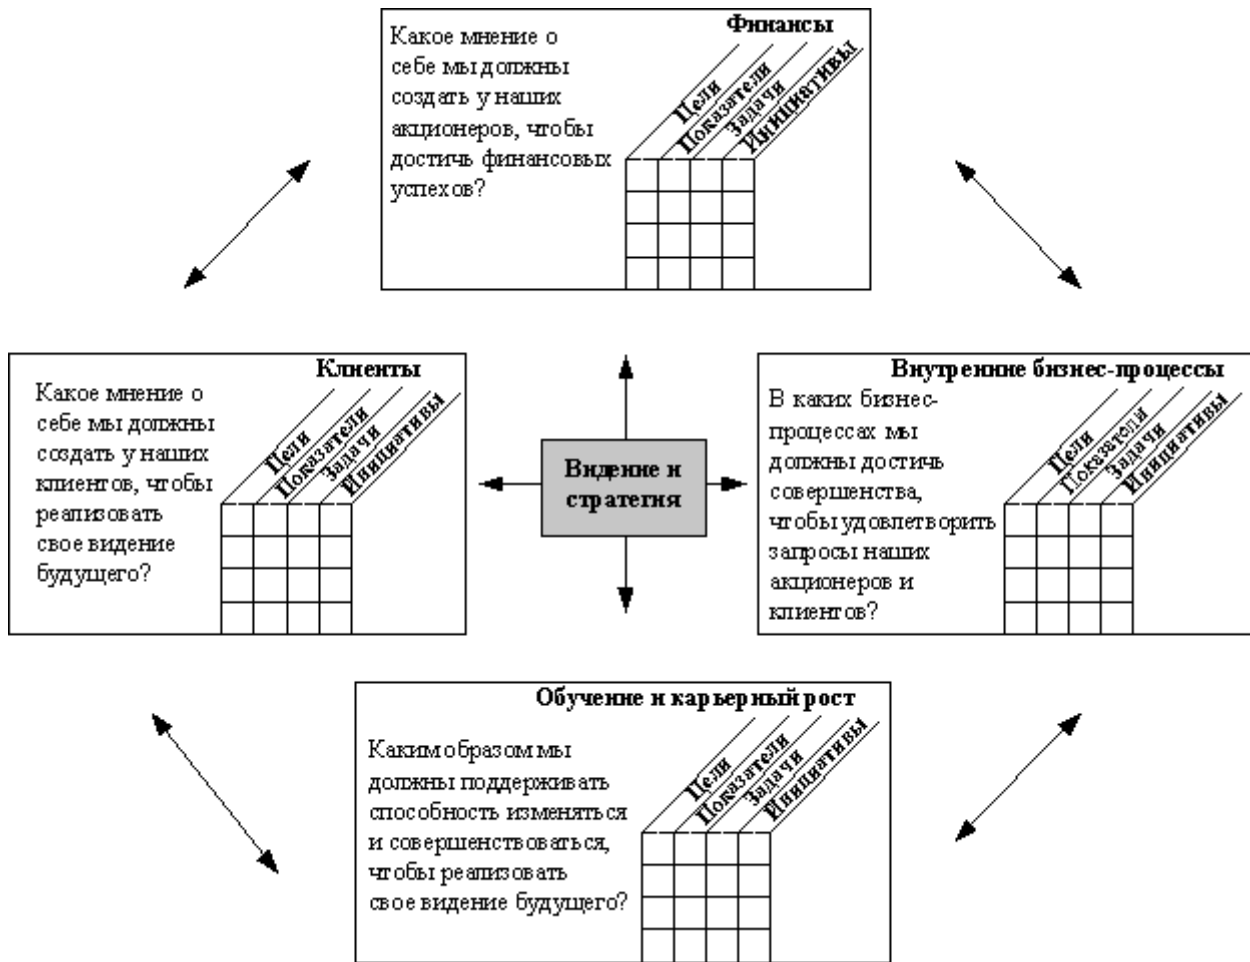 Финансы
Какое мнение о
себе мы должны
создать у наших
акционеров, чтобы
достичь финансовых
успехов?
Цели
Показатели
Задачи
Инициативы
Клиенты
Какое мнение о
себе мы должны
создать у наших
клиентов, чтобы
реализовать
свое видение
будущего?
Цели
Показатели
Задачи
Инициативы
Видение и
стратегия
Внутренние бизнес-процессы
В каких бизнес-
процессах мы
должны достичь
совершенства,
чтобы удовлетворить
запросы наших
акционеров и
клиентов?
Цели
Показатели
Задачи
Инициативы
Обучение и карьерный рост
Каким образом мы
должны поддерживать
способность изменяться
и совершенствоваться,
чтобы реализовать
свое видение будущего?
Цели
Показатели
Задачи
Инициативы